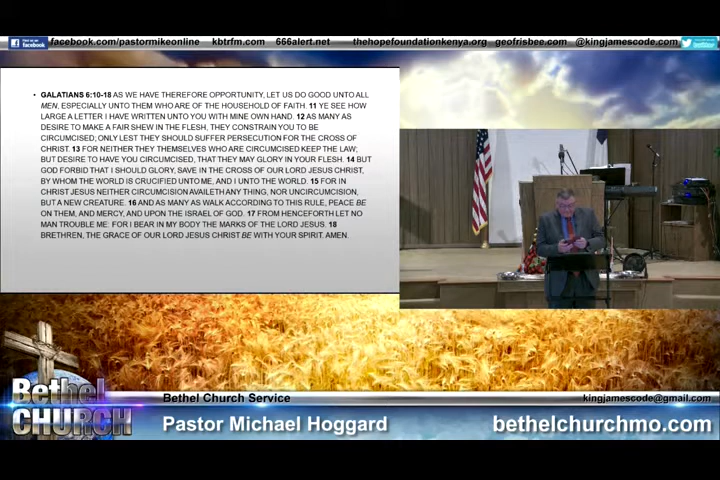 facebook.com/pastormikeonline kbtrfm.com 666alert.net thehopefoundationkenya.org geofrisbee.com @kingjamescode.com
• GALATIANS 6:10-18 AS WE HAVE THEREFORE OPPORTUNITY, LET US DO GOOD UNTO ALL
MEN, ESPECIALLY UNTO THEM WHO ARE OF THE HOUSEHOLD OF FAITH. 11 YE SEE HOW
LARGE A LETTER I HAVE WRITTEN UNTO YOU WITH MINE OWN HAND. 12 AS MANY AS
DESIRE TO MAKE A FAIR SHEW IN THE FLESH, THEY CONSTRAIN YOU TO BE
CIRCUMCISED; ONLY LEST THEY SHOULD SUFFER PERSECUTION FOR THE CROSS OF
CHRIST. 13 FOR NEITHER THEY THEMSELVES WHO ARE CIRCUMCISED KEEP THE LAW;
BUT DESIRE TO HAVE YOU CIRCUMCISED, THAT THEY MAY GLORY IN YOUR FLESH. 14 BUT
GOD FORBID THAT I SHOULD GLORY, SAVE IN THE CROSS OF OUR LORD JESUS CHRIST,
BY WHOM THE WORLD IS CRUCIFIED UNTO ME, AND I UNTO THE WORLD. 15 FOR IN
CHRIST JESUS NEITHER CIRCUMCISION AVAILETH ANY THING, NOR UNCIRCUMCISION,
BUT A NEW CREATURE. 16 AND AS MANY AS WALK ACCORDING TO THIS RULE, PEACE BE
ON THEM, AND MERCY, AND UPON THE ISRAEL OF GOD. 17 FROM HENCEFORTH LET NO
MAN TROUBLE ME: FOR I BEAR IN MY BODY THE MARKS OF THE LORD JESUS. 18
BRETHREN, THE GRACE OF OUR LORD JESUS CHRIST BE WITH YOUR SPIRIT. AMEN.
Bethel
CHURCH
Bethel Church Service kingjamescode@gmail.com
Pastor Michael Hoggard bethelchurchmo.com